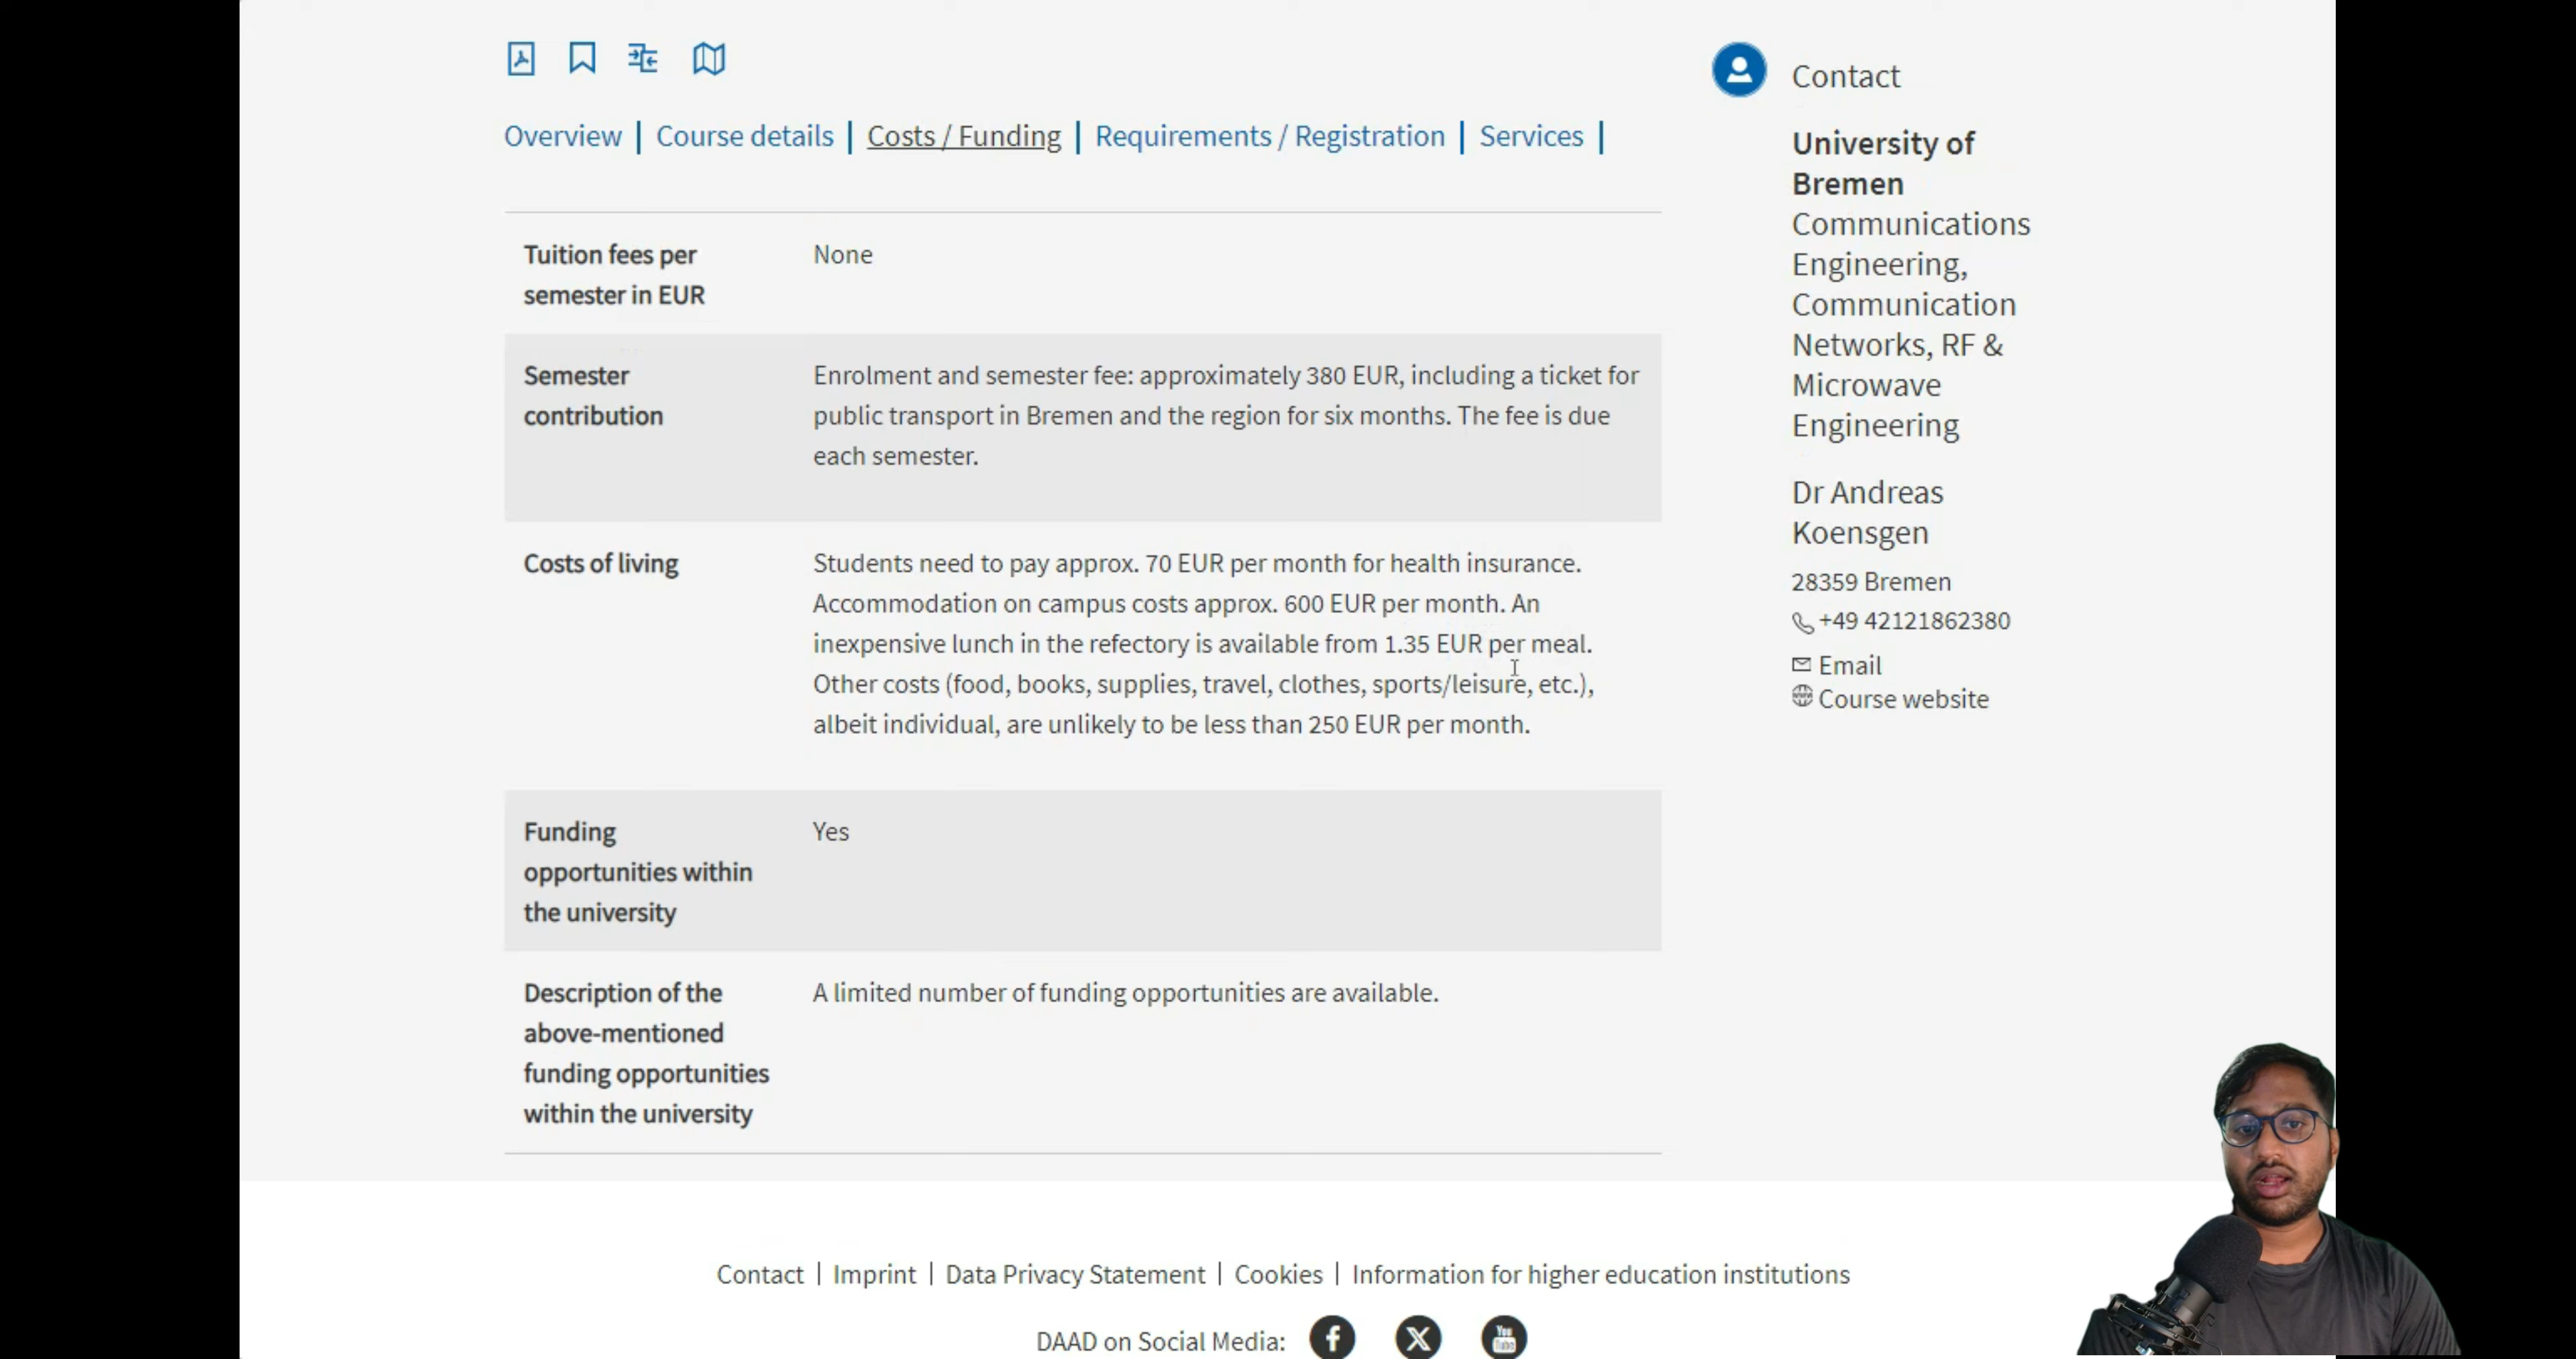 Overview | Course details | Costs / Funding | Requirements / Registration | Services |
Tuition fees per
semester in EUR
None
Semester
contribution
Enrolment and semester fee: approximately 380 EUR, including a ticket for
public transport in Bremen and the region for six months. The fee is due
each semester.
Costs of living
Students need to pay approx. 70 EUR per month for health insurance.
Accommodation on campus costs approx. 600 EUR per month. An
inexpensive lunch in the refectory is available from 1.35 EUR per meal.
Other costs (food, books, supplies, travel, clothes, sports/leisure, etc.),
albeit individual, are unlikely to be less than 250 EUR per month.
Funding
opportunities within
the university
Yes
Description of the
above-mentioned
funding opportunities
within the university
A limited number of funding opportunities are available.
Contact
University of
Bremen
Communications
Engineering,
Communication
Networks, RF &
Microwave
Engineering
Dr Andreas
Koensgen
28359 Bremen
+49 42121862380
Email
www Course website
Contact | Imprint | Data Privacy Statement | Cookies | Information for higher education institutions
DAAD on Social Media: f X You Tube